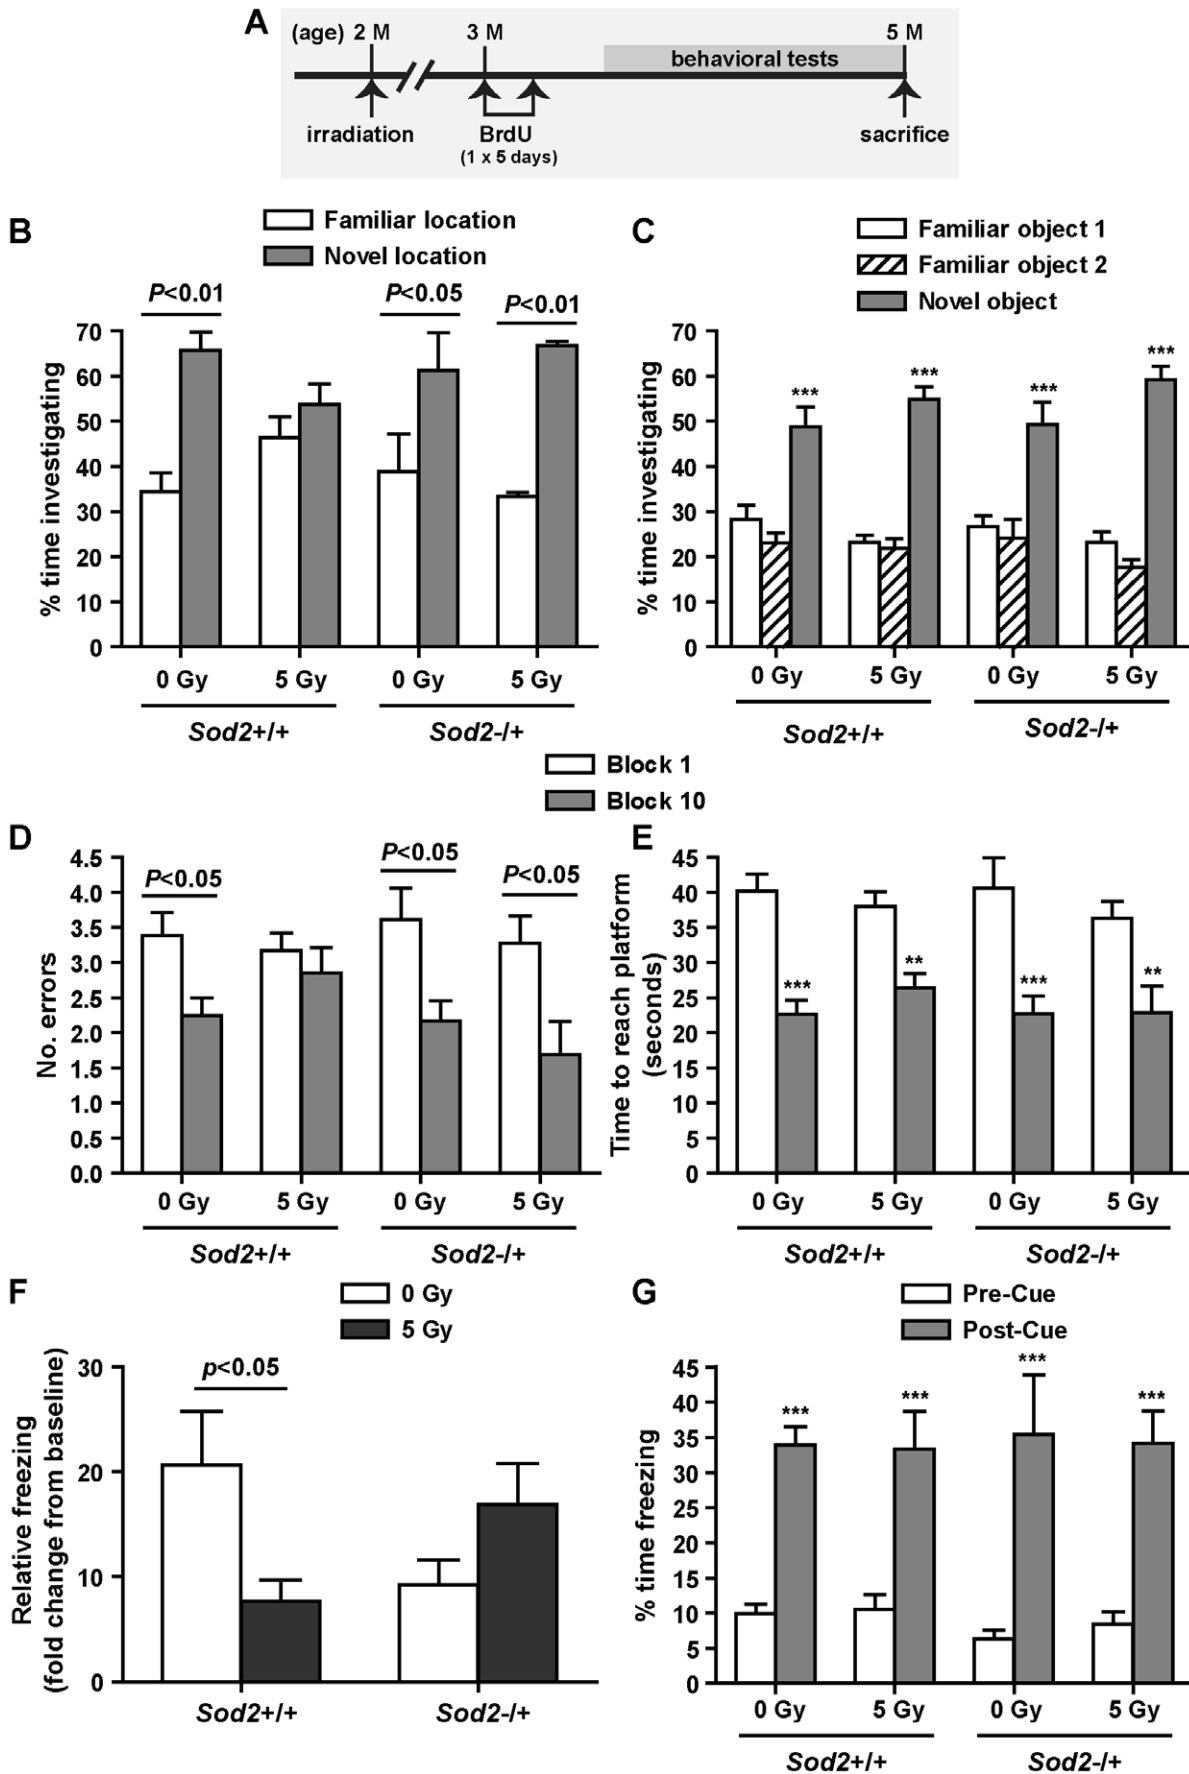 A
(age) 2 M 3 M 5 M
behavioral tests
irradiation BrdU sacrifice
(1 x 5 days)
B
Familiar location
Novel location
P<0.01 P<0.05 P<0.01
% time investigating
70
60
50
40
30
20
10
0
0 Gy 5 Gy 0 Gy 5 Gy
Sod2+/+ Sod2-/+
C
Familiar object 1
Familiar object 2
Novel object
% time investigating
70
60
50
40
30
20
10
0
*** *** *** ***
0 Gy 5 Gy 0 Gy 5 Gy
Sod2+/+ Sod2-/+
Block 1
Block 10
D
No. errors
4.5
4.0
3.5
3.0
2.5
2.0
1.5
1.0
0.5
0.0
P<0.05 P<0.05 P<0.05
0 Gy 5 Gy 0 Gy 5 Gy
Sod2+/+ Sod2-/+
E
Time to reach platform
(seconds)
45
40
35
30
25
20
15
10
5
0
*** ** *** **
0 Gy 5 Gy 0 Gy 5 Gy
Sod2+/+ Sod2-/+
F
0 Gy
5 Gy
Relative freezing
(fold change from baseline)
30
20
10
0
p<0.05
Sod2+/+ Sod2-/+
G
Pre-Cue
Post-Cue
% time freezing
45
40
35
30
25
20
15
10
5
0
*** *** *** ***
0 Gy 5 Gy 0 Gy 5 Gy
Sod2+/+ Sod2-/+